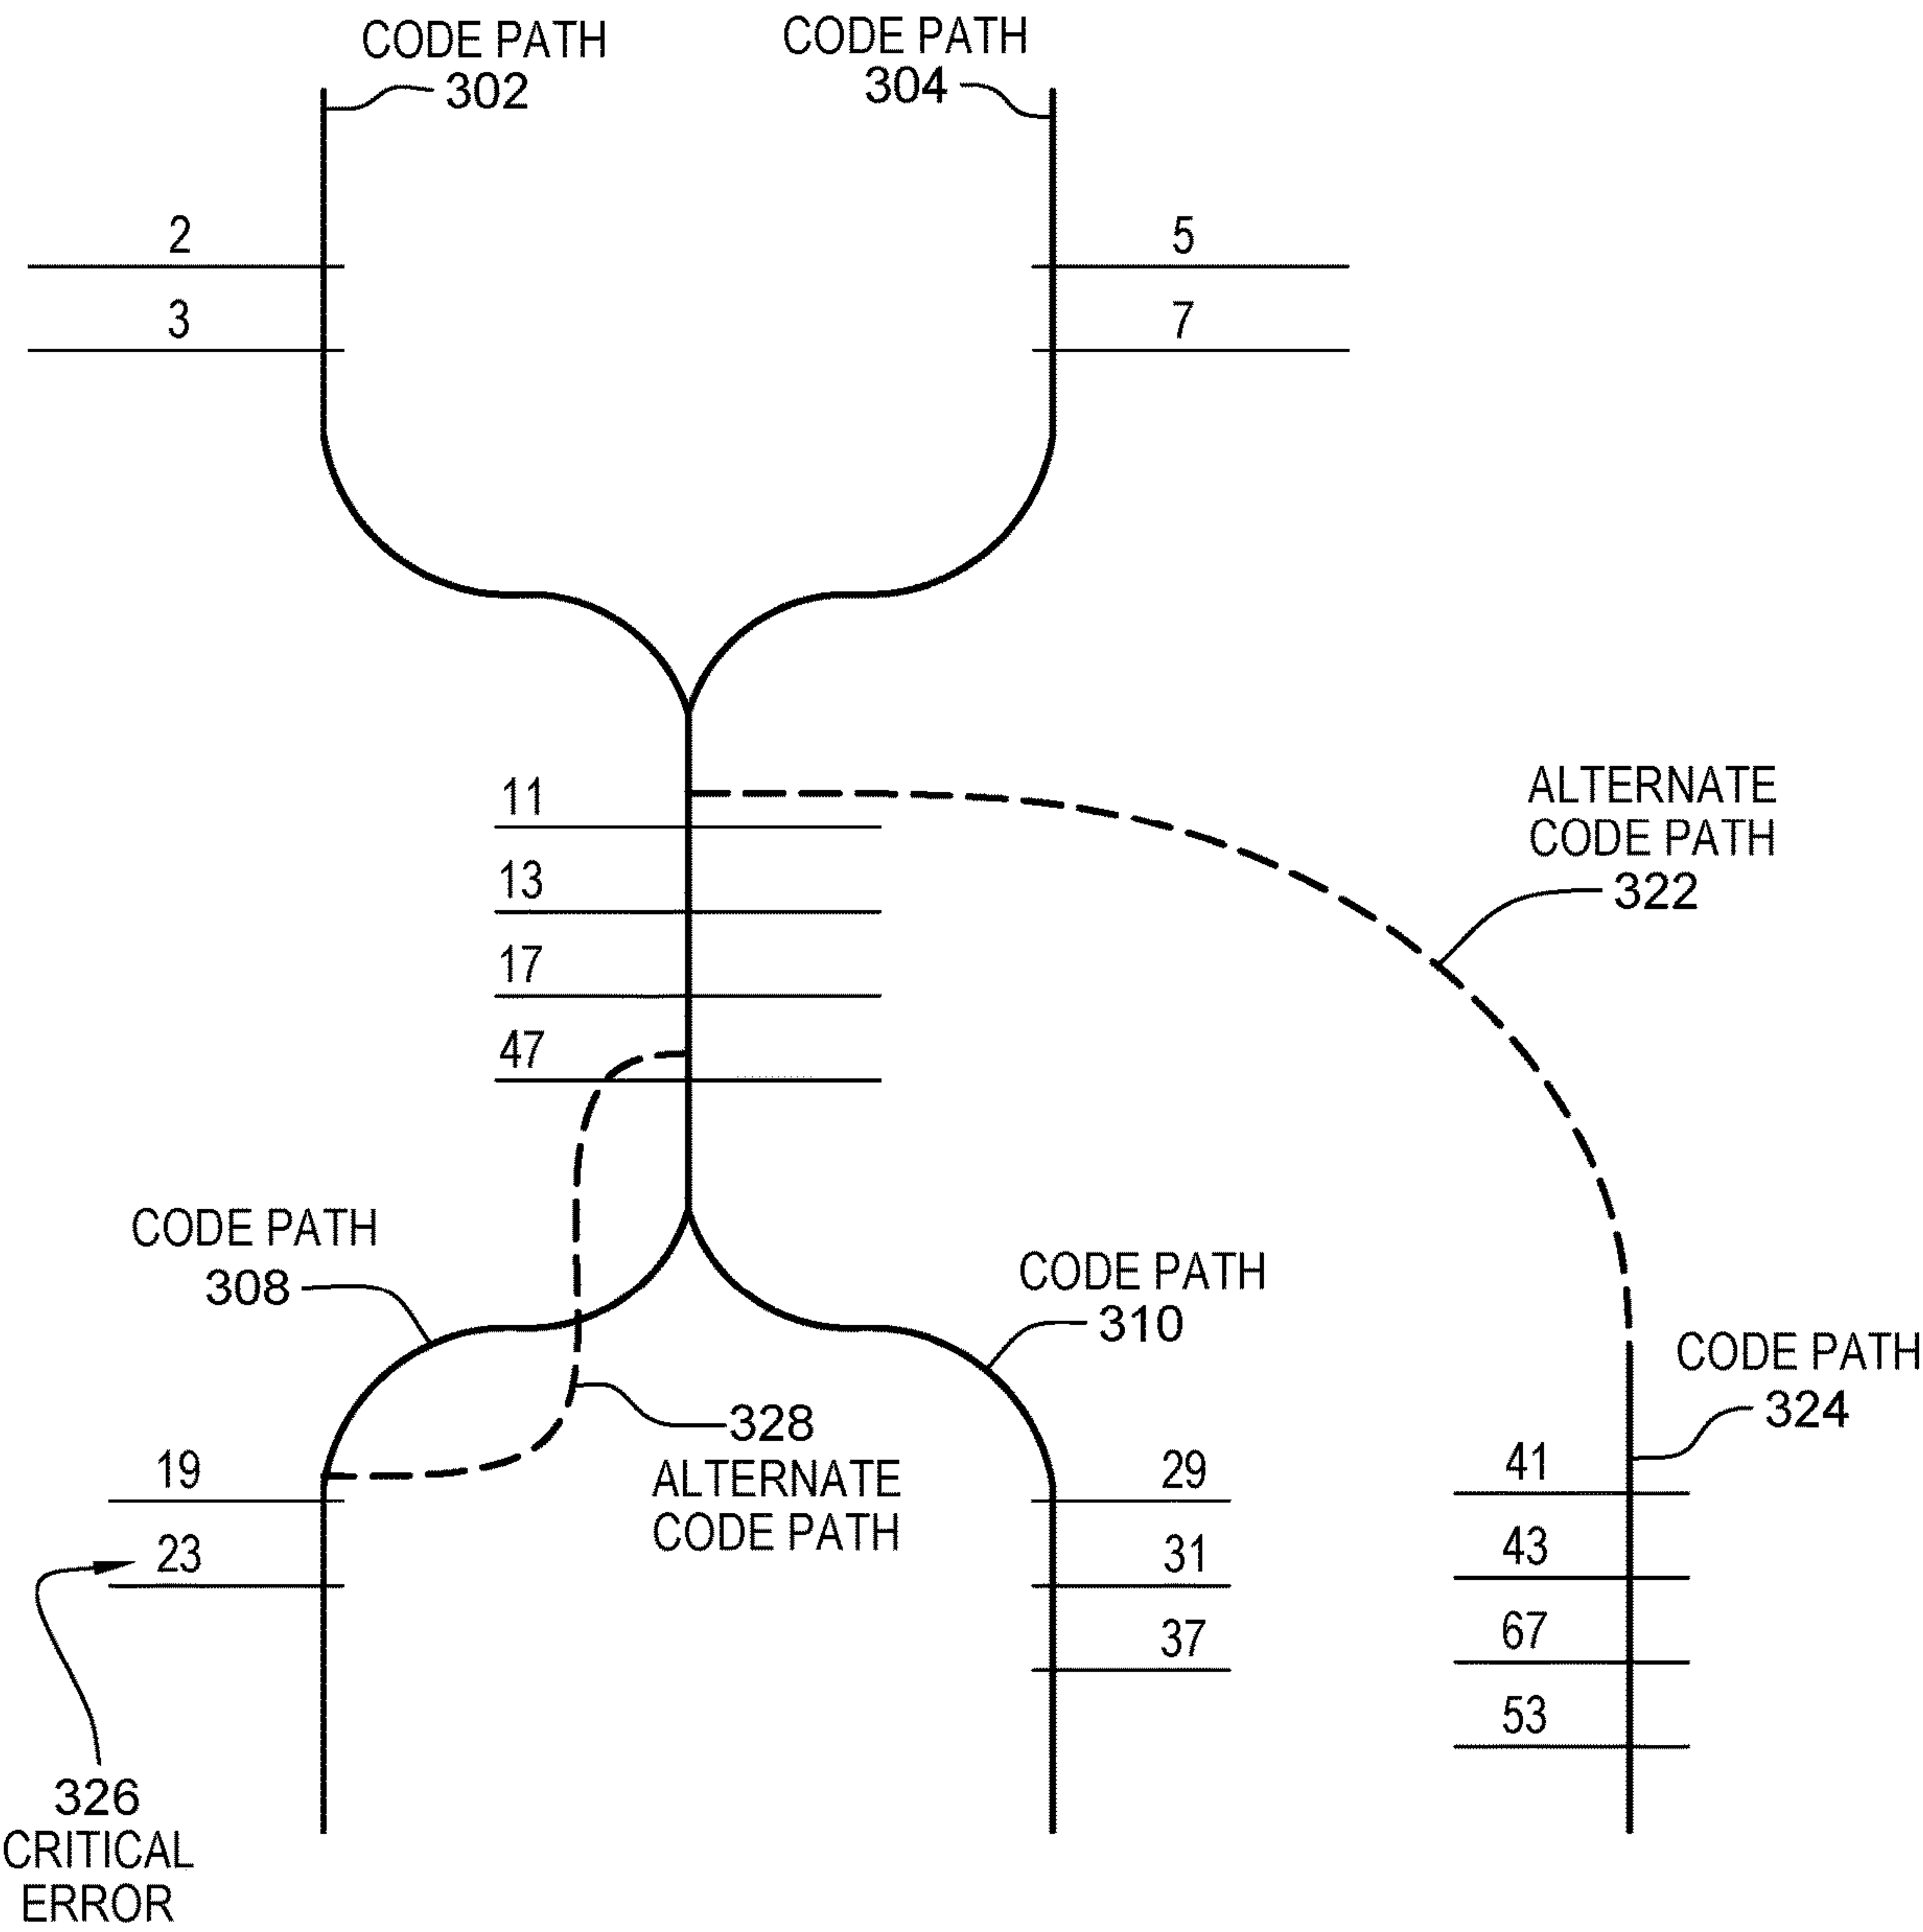 CODE PATH
302
CODE PATH
304
2
3
5
7
11
13
17
47
ALTERNATE
CODE PATH
322
CODE PATH
308
CODE PATH
310
CODE PATH
324
328
ALTERNATE
CODE PATH
19
23
29
31
37
41
43
67
53
326
CRITICAL
ERROR